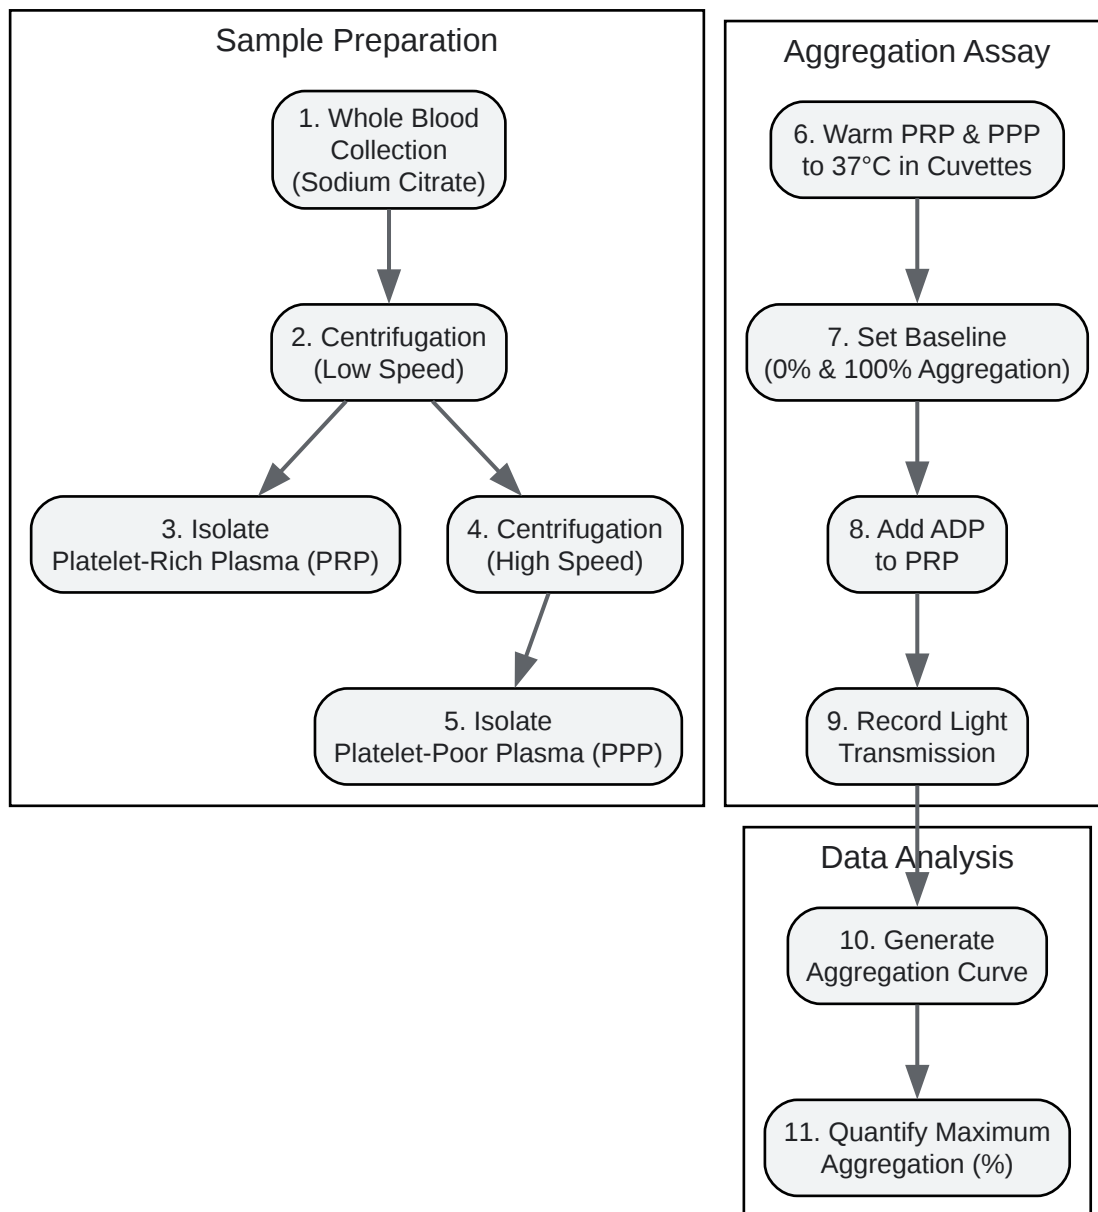 Sample Preparation
1. Whole Blood
Collection
(Sodium Citrate)
2. Centrifugation
(Low Speed)
3. Isolate
Platelet-Rich Plasma (PRP)
4. Centrifugation
(High Speed)
5. Isolate
Platelet-Poor Plasma (PPP)
Aggregation Assay
6. Warm PRP & PPP
to 37°C in Cuvettes
7. Set Baseline
(0% & 100% Aggregation)
8. Add ADP
to PRP
9. Record Light
Transmission
Data Analysis
10. Generate
Aggregation Curve
11. Quantify Maximum
Aggregation (%)